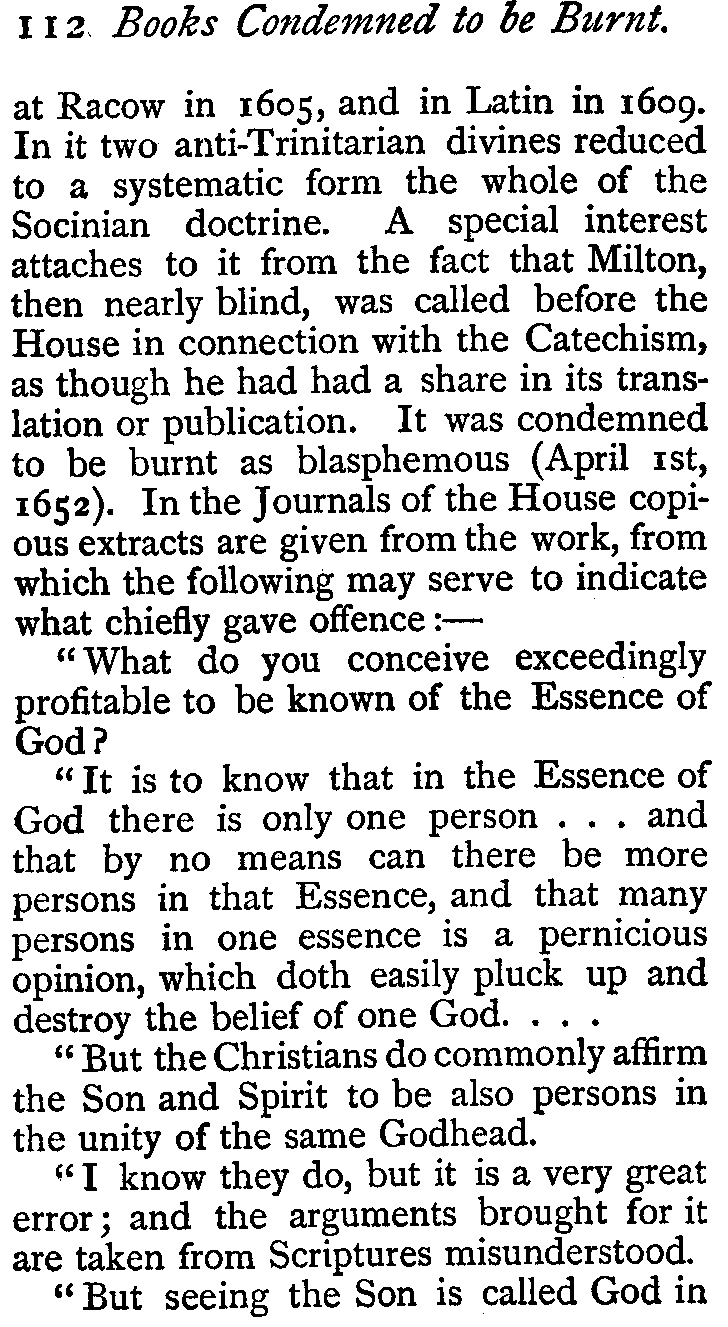 112 Books Condemned to be Burnt.
at Racow in 1605, and in Latin in 1609.
In it two anti-Trinitarian divines reduced
to a systematic form the whole of the
Socinian doctrine. A special interest
attaches to it from the fact that Milton,
then nearly blind, was called before the
House in connection with the Catechism,
as though he had had a share in its trans-
lation or publication. It was condemned
to be burnt as blasphemous (April 1st,
1652). In the Journals of the House copi-
ous extracts are given from the work, from
which the following may serve to indicate
what chiefly gave offence :—
“What do you conceive exceedingly
profitable to be known of the Essence of
God?
“It is to know that in the Essence of
God there is only one person . . . and
that by no means can there be more
persons in that Essence, and that many
persons in one essence is a pernicious
opinion, which doth easily pluck up and
destroy the belief of one God. . . .
“But the Christians do commonly affirm
the Son and Spirit to be also persons in
the unity of the same Godhead.
“I know they do, but it is a very great
error; and the arguments brought for it
are taken from Scriptures misunderstood.
“But seeing the Son is called God in